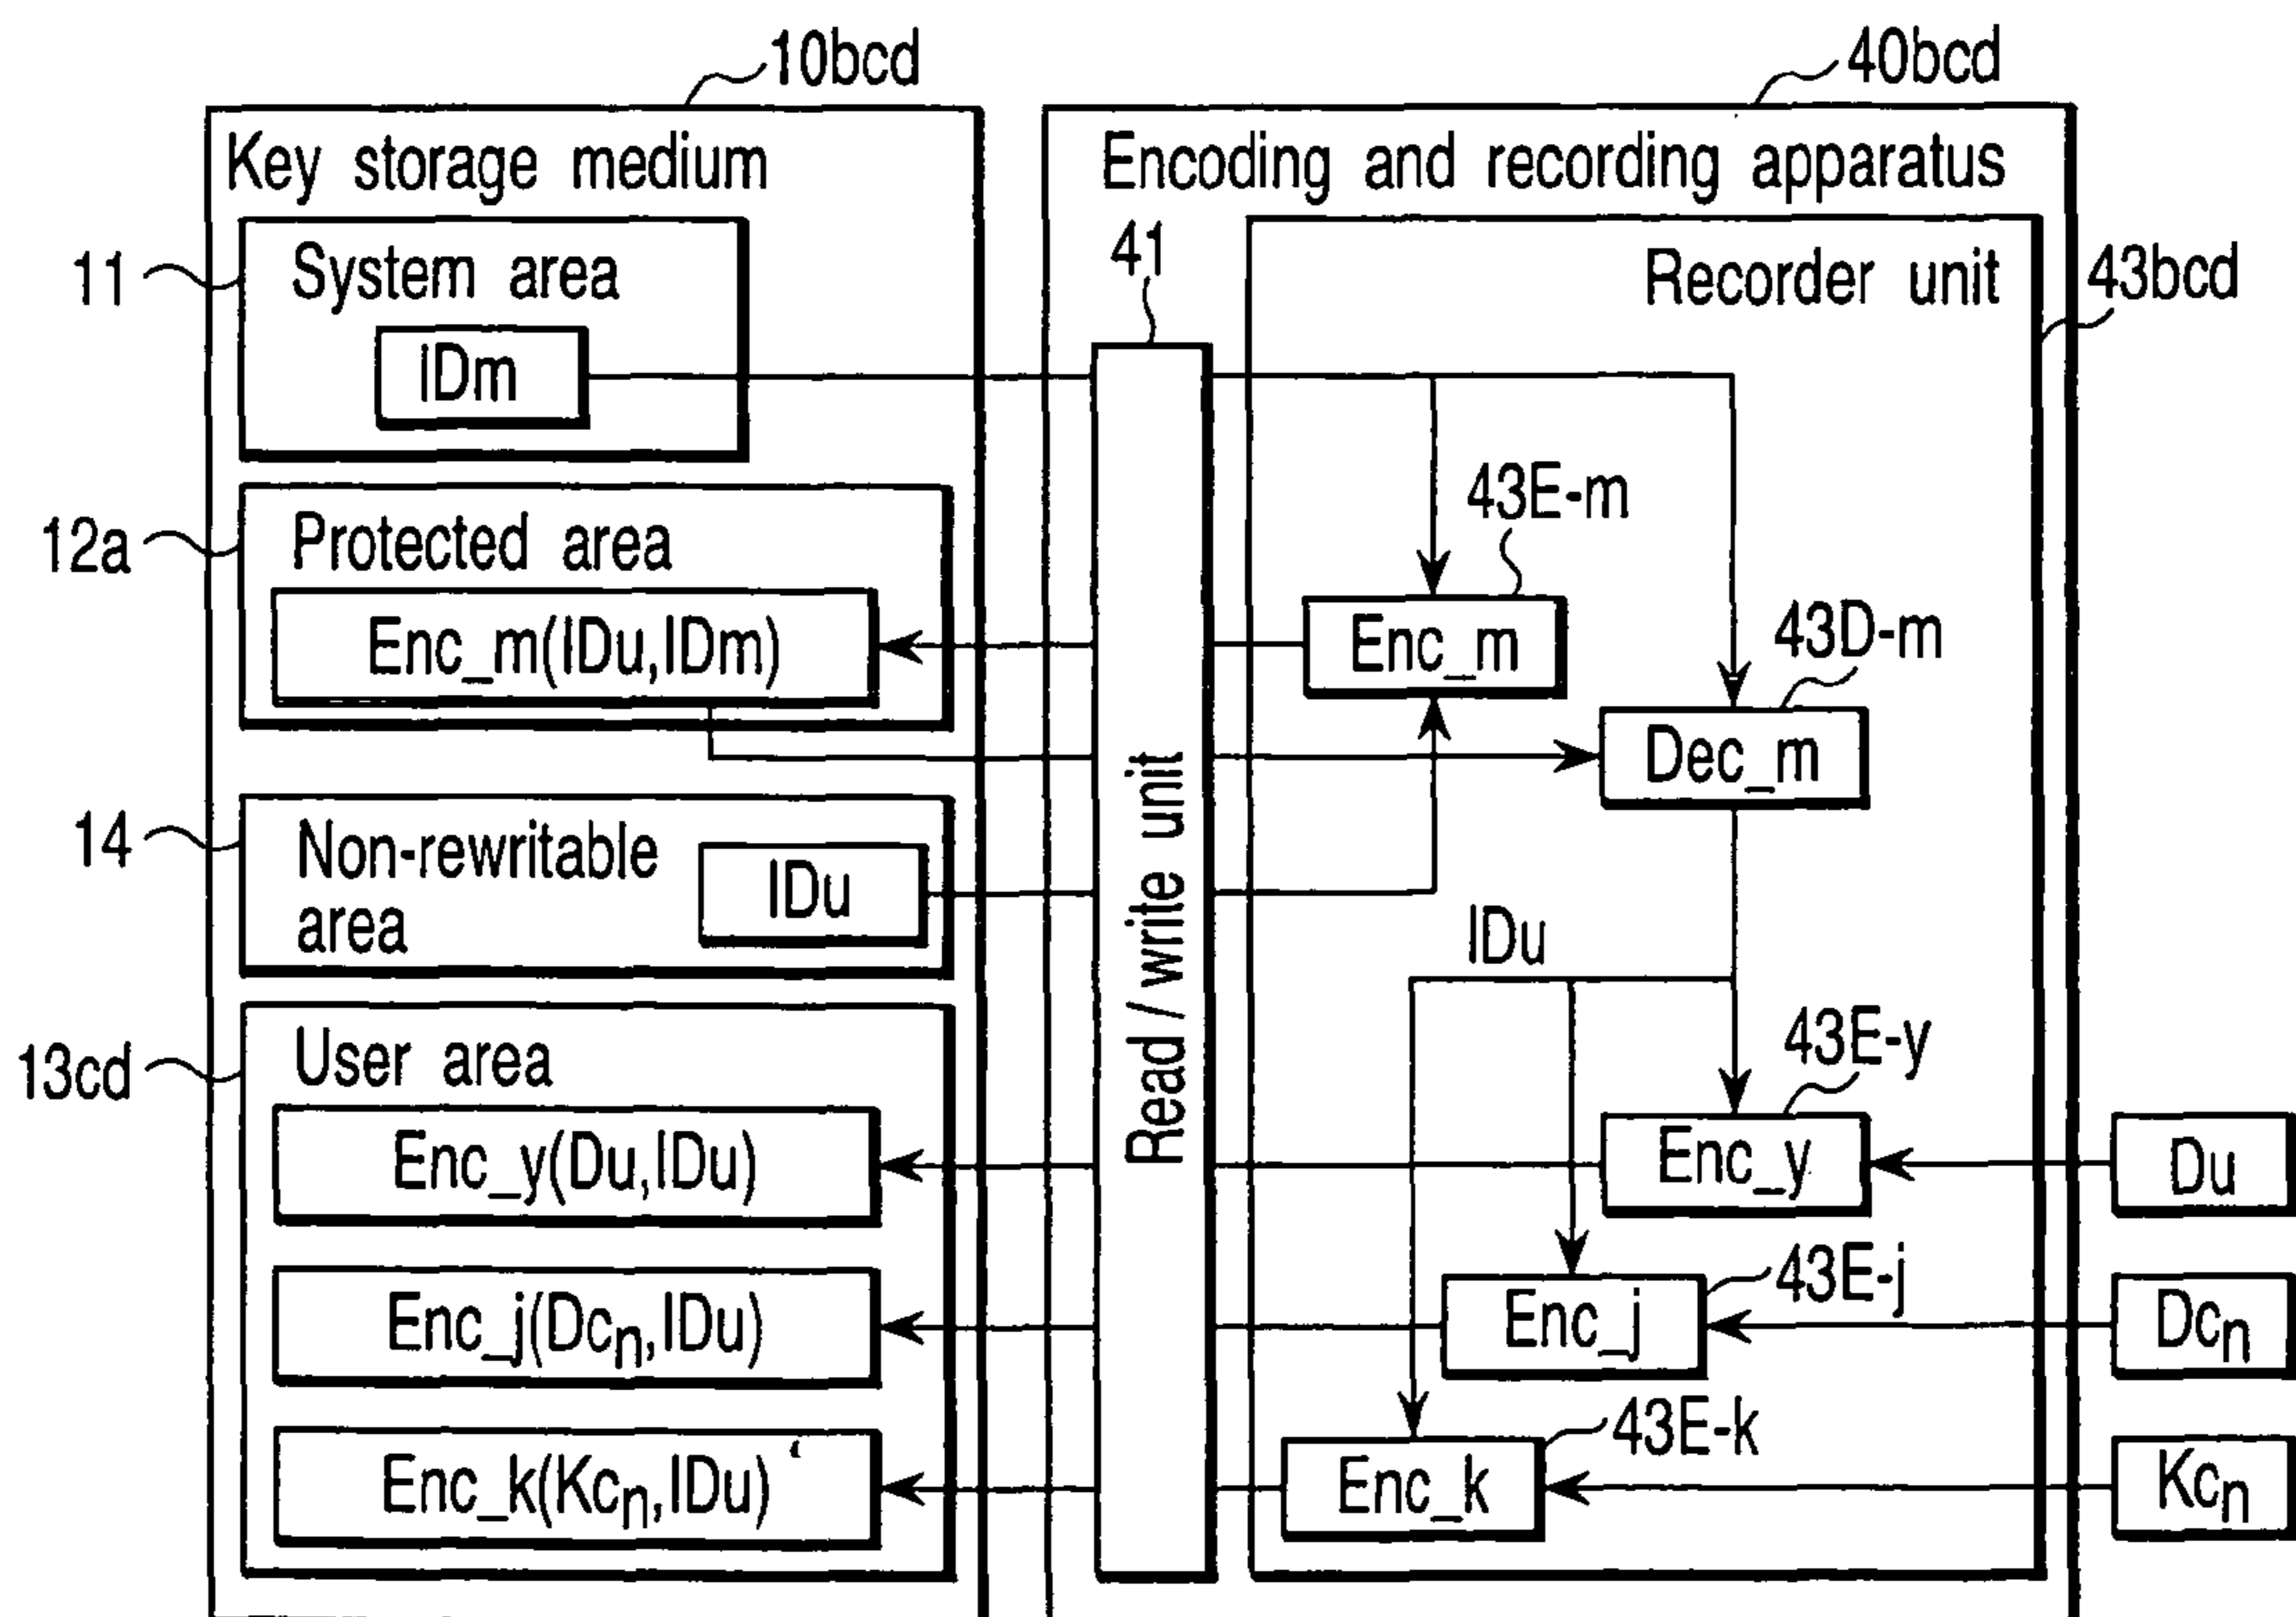 10bcd
40bcd
Key storage medium
Encoding and recording apparatus
11
System area
IDm
41
Recorder unit
43bcd
12a
Protected area
Enc_m(IDu,IDm)
43E-m
Enc_m
43D-m
Dec_m
14
Non-rewritable
area
IDu
Read / write unit
IDu
13cd
User area
43E-y
Enc_y(Du,IDu)
Enc_y
Du
43E-j
Enc_j(Dcn,IDu)
Enc_j
Dcn
43E-k
Enc_k(Kcn,IDu)
Enc_k
Kcn